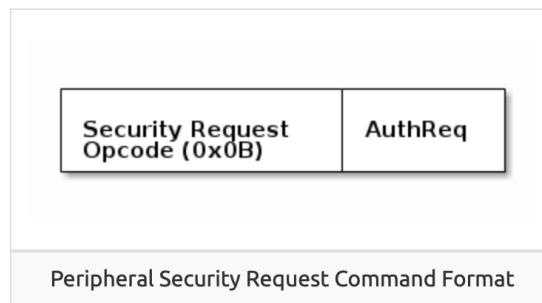 Security Request AuthReq
Opcode (0x0B)
Peripheral Security Request Command Format